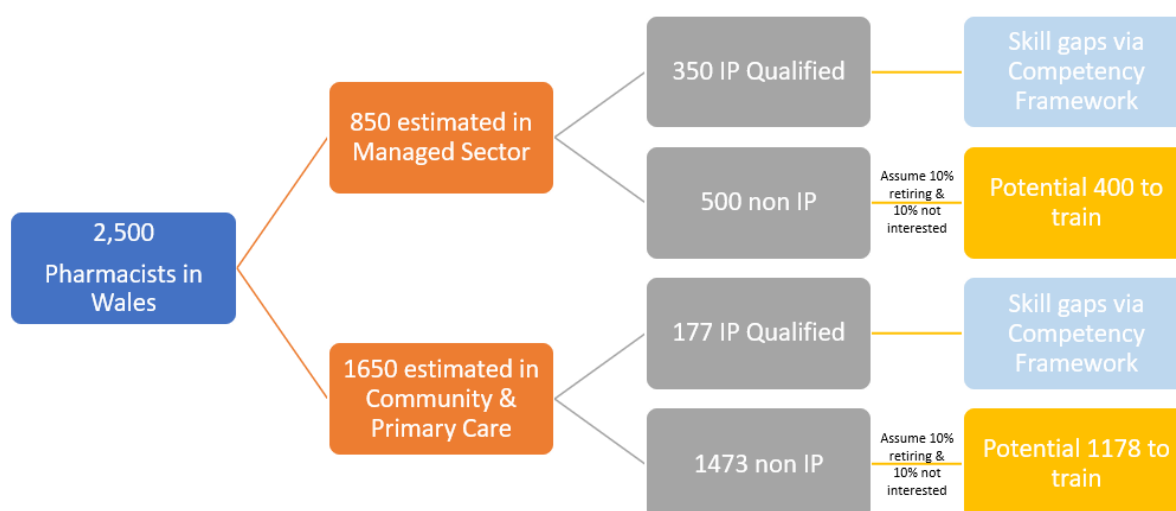 2,500
Pharmacists in
Wales
850 estimated in
Managed Sector
1650 estimated in
Community &
Primary Care
350 IP Qualified
500 non IP
177 IP Qualified
1473 non IP
Assume 10%
retiring &
10% not
interested
Assume 10%
retiring &
10% not
interested
Skill gaps via
Competency
Framework
Potential 400 to
train
Skill gaps via
Competency
Framework
Potential 1178 to
train